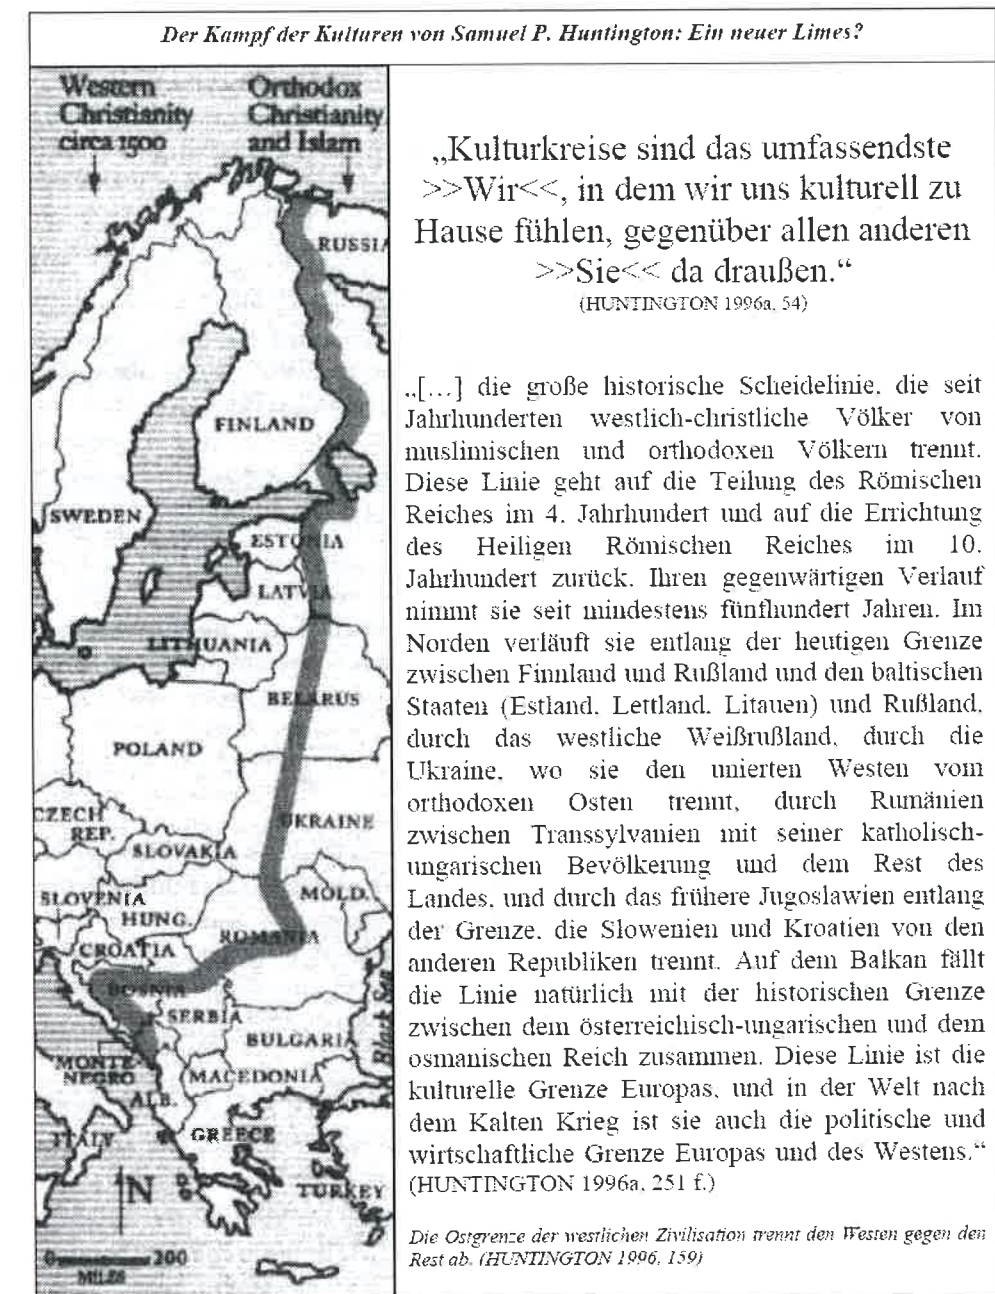 Der Kampf der Kulturen von Samuel P. Huntington: Ein neuer Limes?
Western
Christianity
circa 1500
Orthodox
Christianity
and Islam
RUSSIA
FINLAND
SWEDEN
ESTONIA
LATVIA
LITHUANIA
BELARUS
POLAND
CZECH
REP.
UKRAINE
SLOVAKIA
SLOVENIA
HUNG.
MOLD.
CROATIA
ROMANIA
BOSNIA
SERBIA
BULGARIA
Black Sea
MONTE-
NEGRO
MACEDONIA
ALB.
ITALY
GREECE
TURKEY
N
0 200
MILES
„Kulturkreise sind das umfassendste
>>Wir<<, in dem wir uns kulturell zu
Hause fühlen, gegenüber allen anderen
>>Sie<< da draußen.“
(HUNTINGTON 1996a, 54)
„[…] die große historische Scheidelinie, die seit
Jahrhunderten westlich-christliche Völker von
muslimischen und orthodoxen Völkern trennt.
Diese Linie geht auf die Teilung des Römischen
Reiches im 4. Jahrhundert und auf die Errichtung
des Heiligen Römischen Reiches im 10.
Jahrhundert zurück. Ihren gegenwärtigen Verlauf
nimmt sie seit mindestens fünfhundert Jahren. Im
Norden verläuft sie entlang der heutigen Grenze
zwischen Finnland und Rußland und den baltischen
Staaten (Estland, Lettland, Litauen) und Rußland,
durch das westliche Weißrußland, durch die
Ukraine, wo sie den unierten Westen vom
orthodoxen Osten trennt, durch Rumänien
zwischen Transsylvanien mit seiner katholisch-
ungarischen Bevölkerung und dem Rest des
Landes, und durch das frühere Jugoslawien entlang
der Grenze, die Slowenien und Kroatien von den
anderen Republiken trennt. Auf dem Balkan fällt
die Linie natürlich mit der historischen Grenze
zwischen dem österreichisch-ungarischen und dem
osmanischen Reich zusammen. Diese Linie ist die
kulturelle Grenze Europas, und in der Welt nach
dem Kalten Krieg ist sie auch die politische und
wirtschaftliche Grenze Europas und des Westens.“
(HUNTINGTON 1996a, 251 f.)
Die Ostgrenze der westlichen Zivilisation trennt den Westen gegen den
Rest ab. (HUNTINGTON 1996, 159)